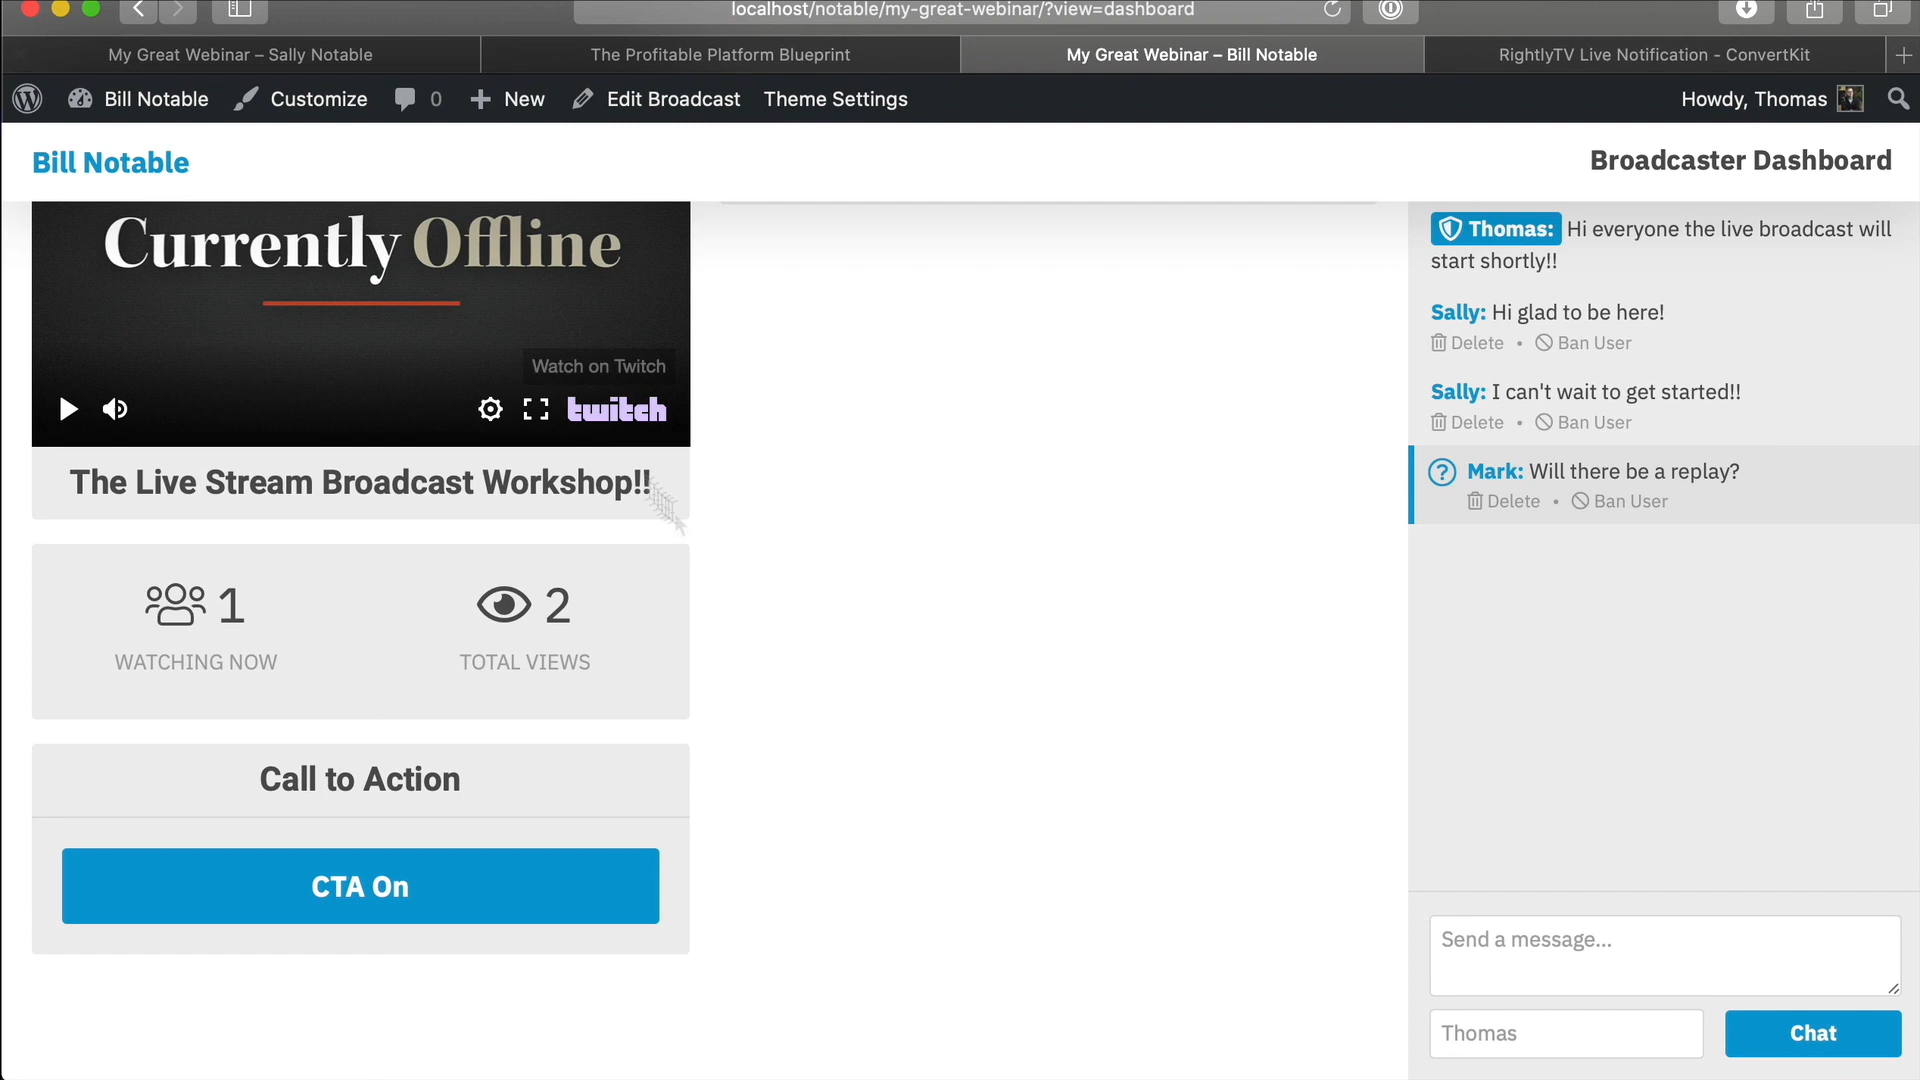 localhost/notable/my-great-webinar/?view=dashboard
My Great Webinar – Sally Notable
The Profitable Platform Blueprint
My Great Webinar – Bill Notable
RightlyTV Live Notification - ConvertKit
Bill Notable
Customize
0
New
Edit Broadcast
Theme Settings
Howdy, Thomas
Bill Notable
Broadcaster Dashboard
Currently Offline
Watch on Twitch
twitch
The Live Stream Broadcast Workshop!!
1
WATCHING NOW
2
TOTAL VIEWS
Call to Action
CTA On
Thomas: Hi everyone the live broadcast will
start shortly!!
Sally: Hi glad to be here!
Delete • Ban User
Sally: I can't wait to get started!!
Delete • Ban User
Mark: Will there be a replay?
Delete • Ban User
Send a message...
Thomas
Chat